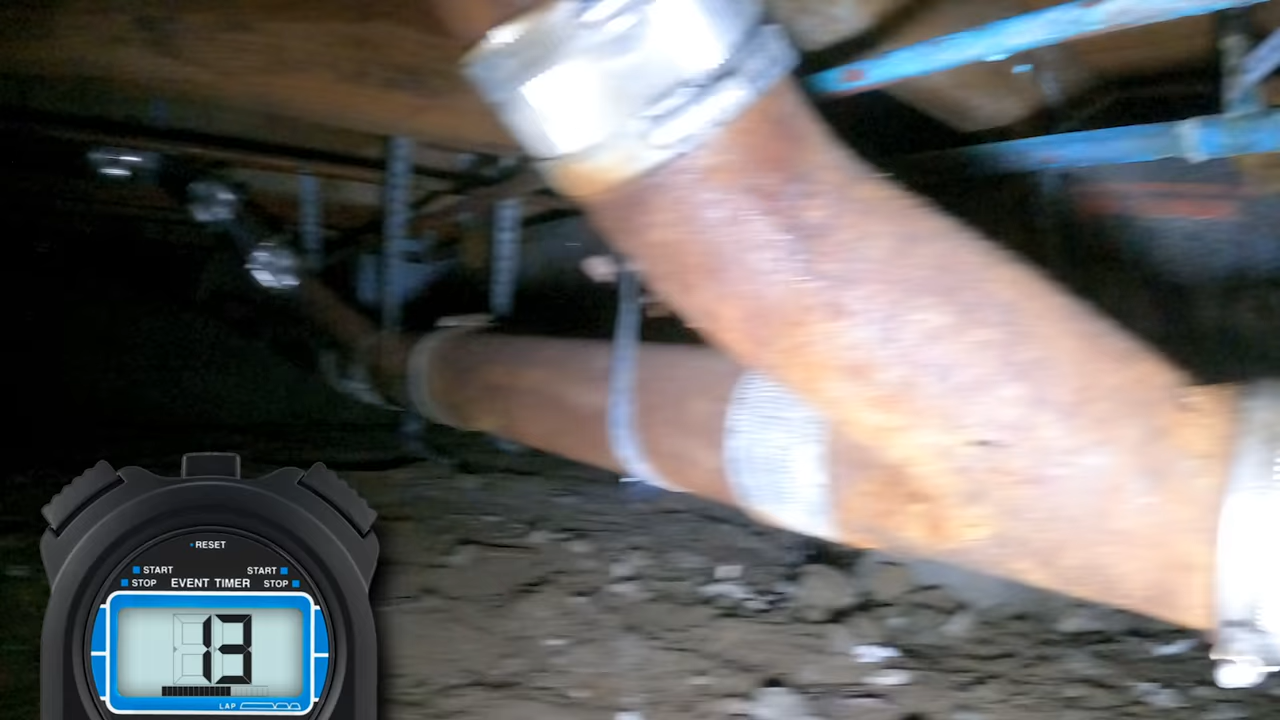 RESET
START START
STOP EVENT TIMER STOP
13
LAP